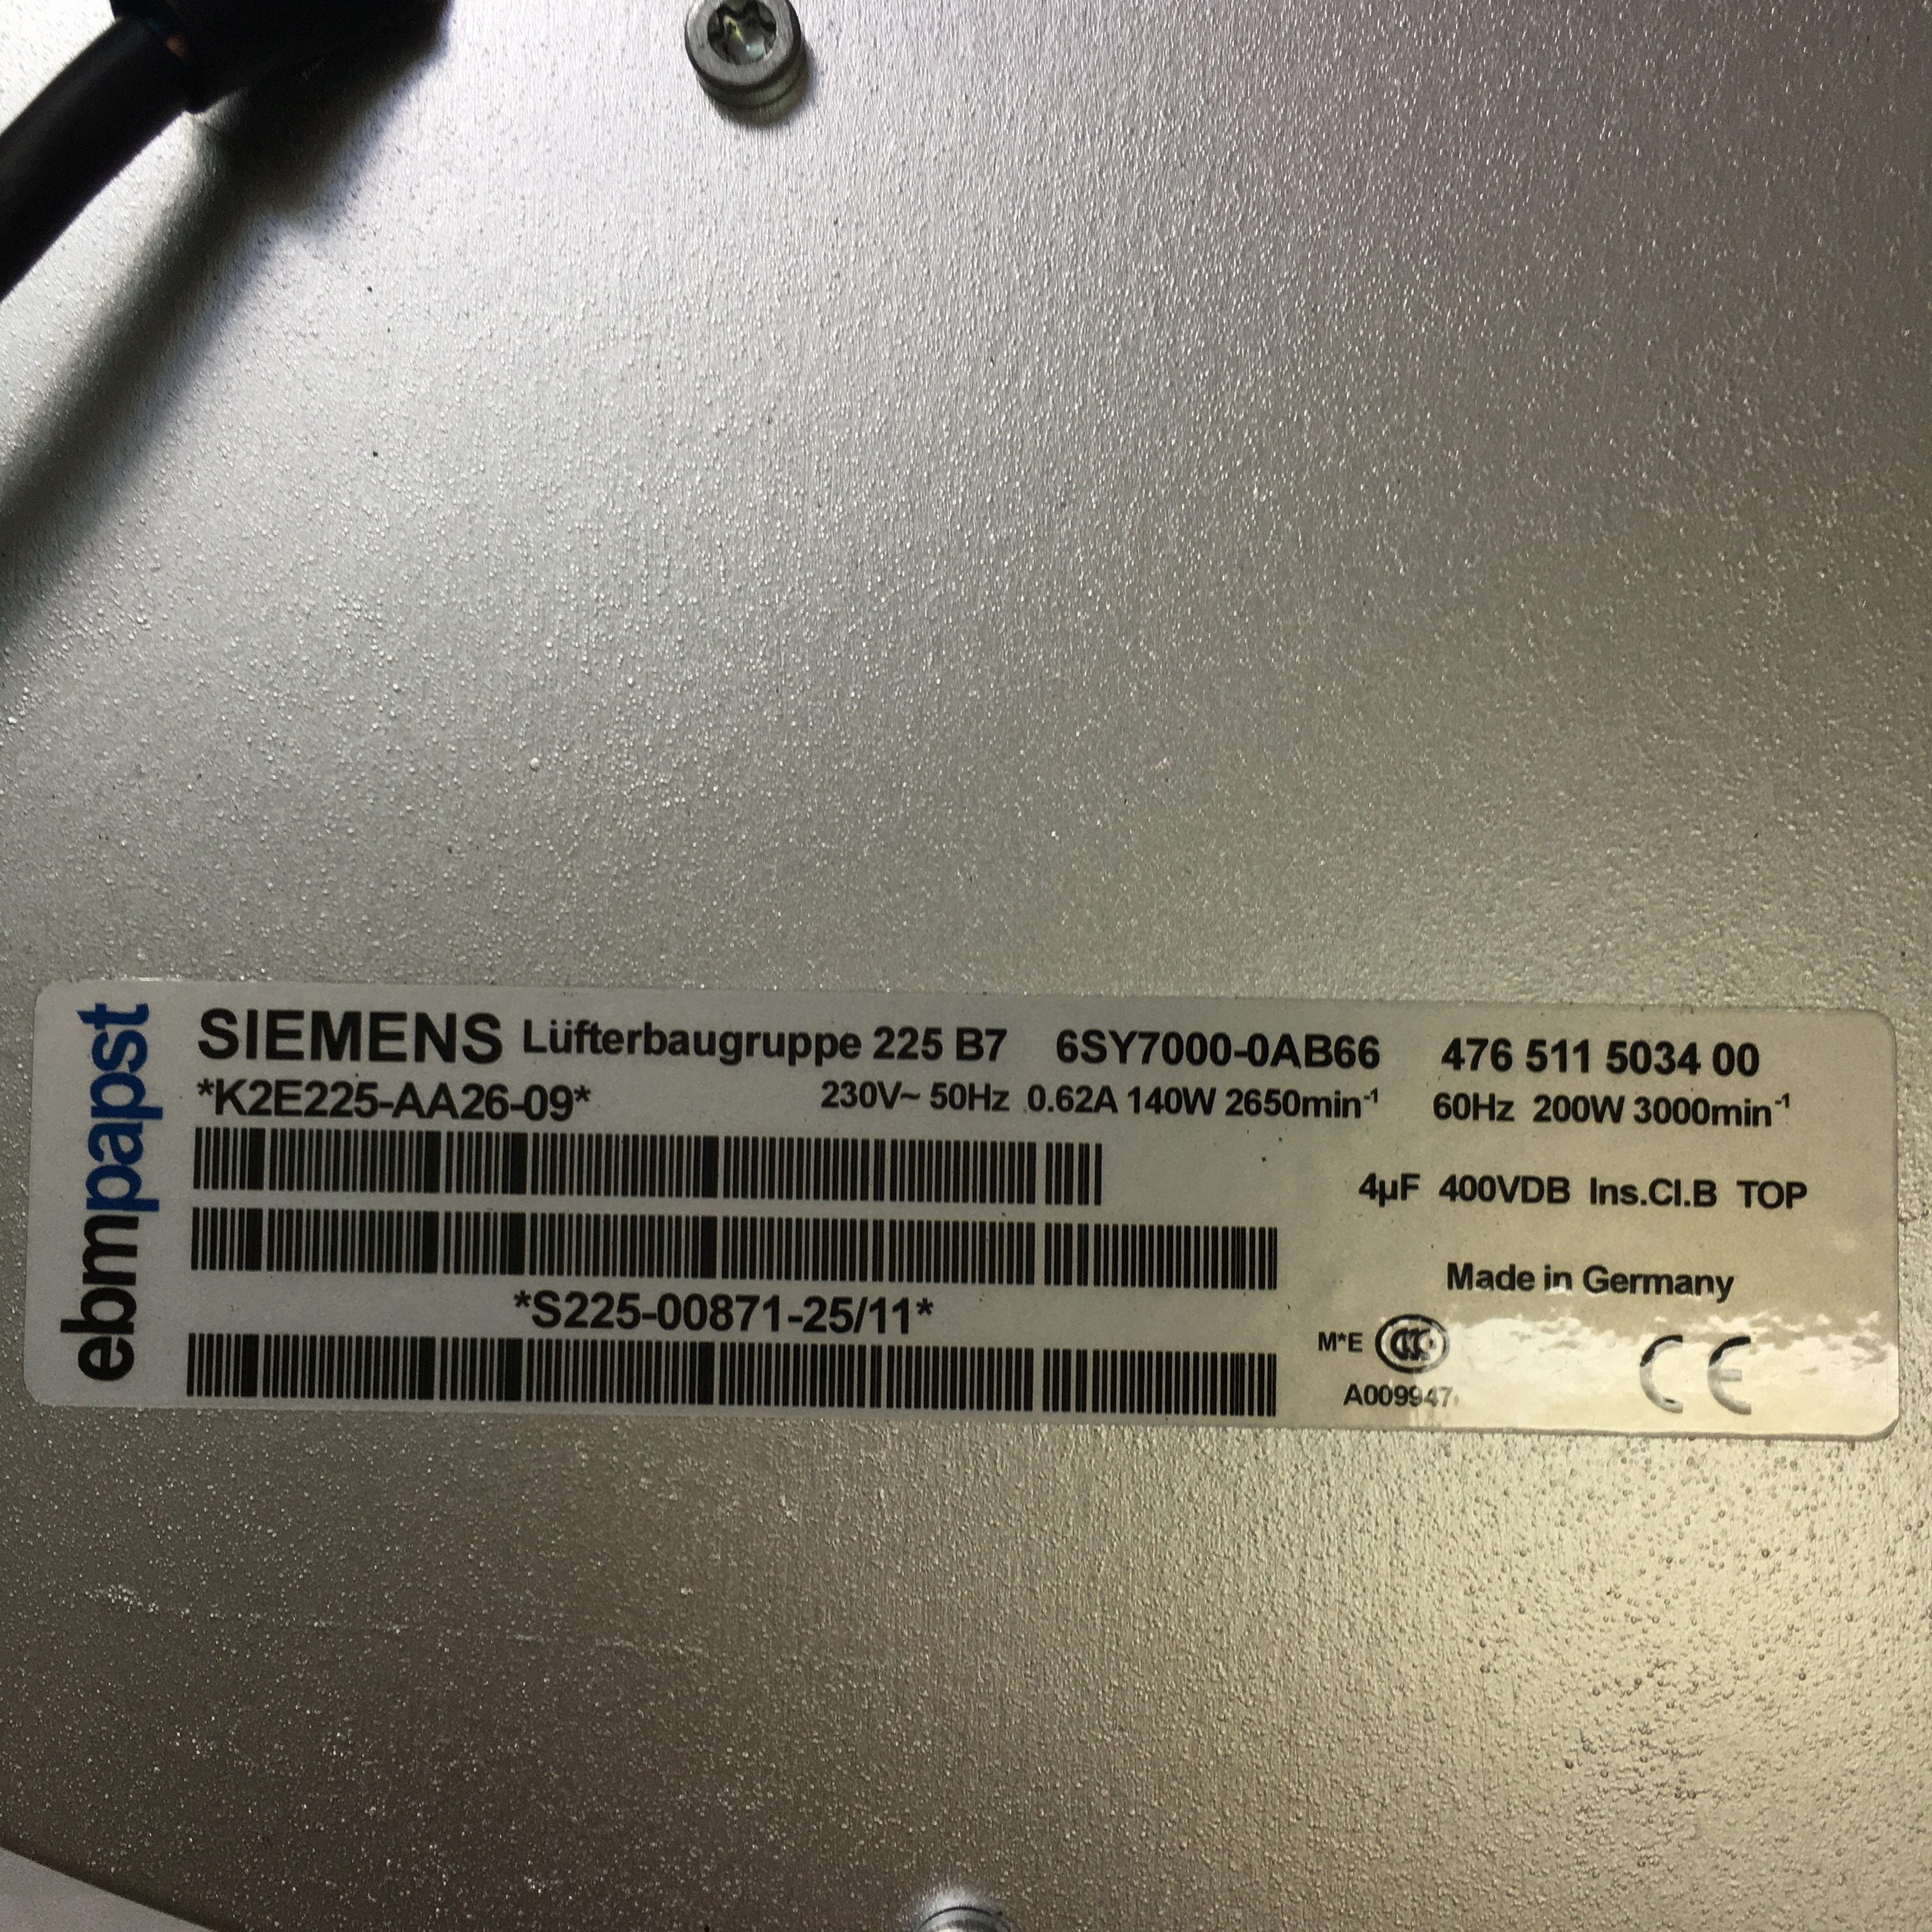 ebmpapst
SIEMENS Lüfterbaugruppe 225 B7 6SY7000-0AB66 476 511 5034 00
*K2E225-AA26-09* 230V~ 50Hz 0.62A 140W 2650min⁻¹ 60Hz 200W 3000min⁻¹
4µF 400VDB Ins.Cl.B TOP
Made in Germany
*S225-00871-25/11*
M*E CCC
A009947
CE